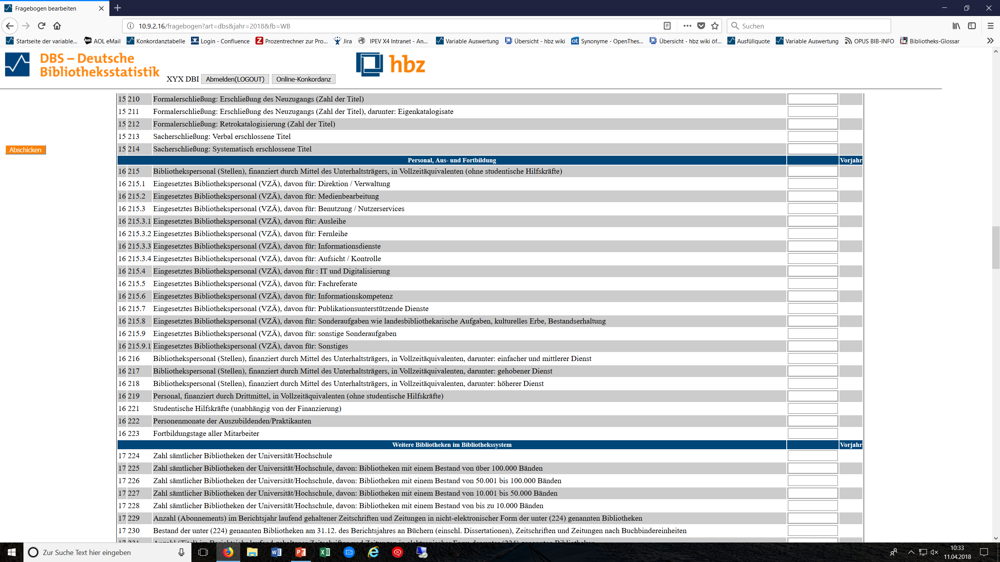 Fragebogen bearbeiten
10.9.2.16/fragebogen?art=dbs&jahr=2018&fb=WB
Suchen
Startseite der variable... AOL eMail Konkordanztabelle Login - Confluence Prozentrechner zur Pro... Jira IPEV X4 Intranet - An... Variable Auswertung Übersicht - hbz wiki Synonyme - OpenThes... Übersicht - hbz wiki öf... Ausfüllquote Variable Auswertung OPUS BIB-INFO Bibliotheks-Glossar
DBS – Deutsche
Bibliotheksstatistik
hbz
XYX DBI Abmelden(LOGOUT) Online-Konkordanz
15 210 Formalerschließung: Erschließung des Neuzugangs (Zahl der Titel)
15 211 Formalerschließung: Erschließung des Neuzugangs (Zahl der Titel), darunter: Eigenkatalogisate
15 212 Formalerschließung: Retrokatalogisierung (Zahl der Titel)
15 213 Sacherschließung: Verbal erschlossene Titel
Abschicken
15 214 Sacherschließung: Systematisch erschlossene Titel
Personal, Aus- und Fortbildung Vorjahr
16 215 Bibliothekspersonal (Stellen), finanziert durch Mittel des Unterhaltsträgers, in Vollzeitäquivalenten (ohne studentische Hilfskräfte)
16 215.1 Eingesetztes Bibliothekspersonal (VZÄ), davon für: Direktion / Verwaltung
16 215.2 Eingesetztes Bibliothekspersonal (VZÄ), davon für: Medienbearbeitung
16 215.3 Eingesetztes Bibliothekspersonal (VZÄ), davon für: Benutzung / Nutzerservices
16 215.3.1 Eingesetztes Bibliothekspersonal (VZÄ), davon für: Ausleihe
16 215.3.2 Eingesetztes Bibliothekspersonal (VZÄ), davon für: Fernleihe
16 215.3.3 Eingesetztes Bibliothekspersonal (VZÄ), davon für: Informationsdienste
16 215.3.4 Eingesetztes Bibliothekspersonal (VZÄ), davon für: Aufsicht / Kontrolle
16 215.4 Eingesetztes Bibliothekspersonal (VZÄ), davon für : IT und Digitalisierung
16 215.5 Eingesetztes Bibliothekspersonal (VZÄ), davon für: Fachreferate
16 215.6 Eingesetztes Bibliothekspersonal (VZÄ), davon für: Informationskompetenz
16 215.7 Eingesetztes Bibliothekspersonal (VZÄ), davon für: Publikationsunterstützende Dienste
16 215.8 Eingesetztes Bibliothekspersonal (VZÄ), davon für: Sonderaufgaben wie landesbibliothekarische Aufgaben, kulturelles Erbe, Bestandserhaltung
16 215.9 Eingesetztes Bibliothekspersonal (VZÄ), davon für: sonstige Sonderaufgaben
16 215.9.1 Eingesetztes Bibliothekspersonal (VZÄ), davon für: Sonstiges
16 216 Bibliothekspersonal (Stellen), finanziert durch Mittel des Unterhaltsträgers, in Vollzeitäquivalenten, darunter: einfacher und mittlerer Dienst
16 217 Bibliothekspersonal (Stellen), finanziert durch Mittel des Unterhaltsträgers, in Vollzeitäquivalenten, darunter: gehobener Dienst
16 218 Bibliothekspersonal (Stellen), finanziert durch Mittel des Unterhaltsträgers, in Vollzeitäquivalenten, darunter: höherer Dienst
16 219 Personal, finanziert durch Drittmittel, in Vollzeitäquivalenten (ohne studentische Hilfskräfte)
16 221 Studentische Hilfskräfte (unabhängig von der Finanzierung)
16 222 Personenmonate der Auszubildenden/Praktikanten
16 223 Fortbildungstage aller Mitarbeiter
Weitere Bibliotheken im Bibliothekssystem Vorjahr
17 224 Zahl sämtlicher Bibliotheken der Universität/Hochschule
17 225 Zahl sämtlicher Bibliotheken der Universität/Hochschule, davon: Bibliotheken mit einem Bestand von über 100.000 Bänden
17 226 Zahl sämtlicher Bibliotheken der Universität/Hochschule, davon: Bibliotheken mit einem Bestand von 50.001 bis 100.000 Bänden
17 227 Zahl sämtlicher Bibliotheken der Universität/Hochschule, davon: Bibliotheken mit einem Bestand von 10.001 bis 50.000 Bänden
17 228 Zahl sämtlicher Bibliotheken der Universität/Hochschule, davon: Bibliotheken mit einem Bestand von bis zu 10.000 Bänden
17 229 Anzahl (Abonnements) im Berichtsjahr laufend gehaltener Zeitschriften und Zeitungen in nicht-elektronischer Form der unter (224) genannten Bibliotheken
17 230 Bestand der unter (224) genannten Bibliotheken am 31.12. des Berichtsjahres an Büchern (einschl. Dissertationen), Zeitschriften und Zeitungen nach Buchbindereinheiten
17 231 Anzahl (Titel) im Berichtsjahr laufend gehaltener Zeitschriften und Zeitungen in elektronischer Form der unter (224) genannten Bibliotheken
Zur Suche Text hier eingeben
10:33
11.04.2018